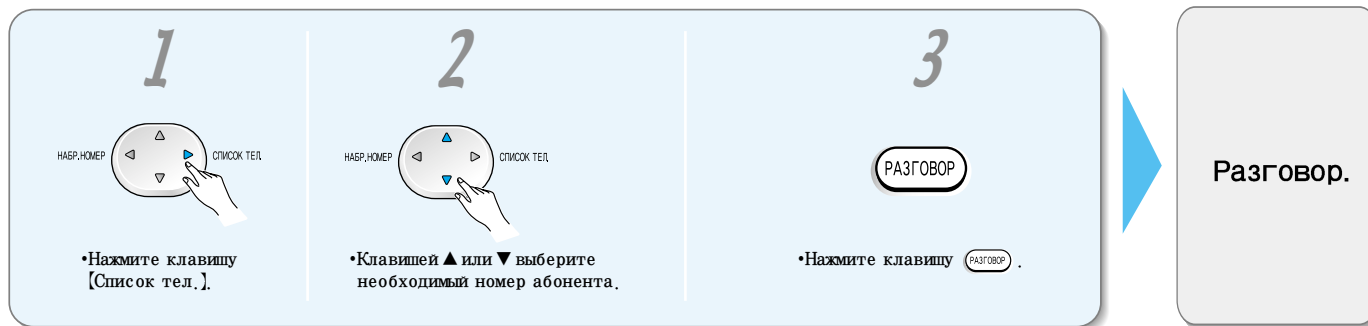 1
НАБР.НОМЕР
СПИСОК ТЕЛ.
•Нажмите клавишу
【Список тел.】.
2
НАБР.НОМЕР
СПИСОК ТЕЛ.
•Клавишей ▲ или ▼ выберите
необходимый номер абонента.
3
РАЗГОВОР
•Нажмите клавишу РАЗГОВОР .
Разговор.